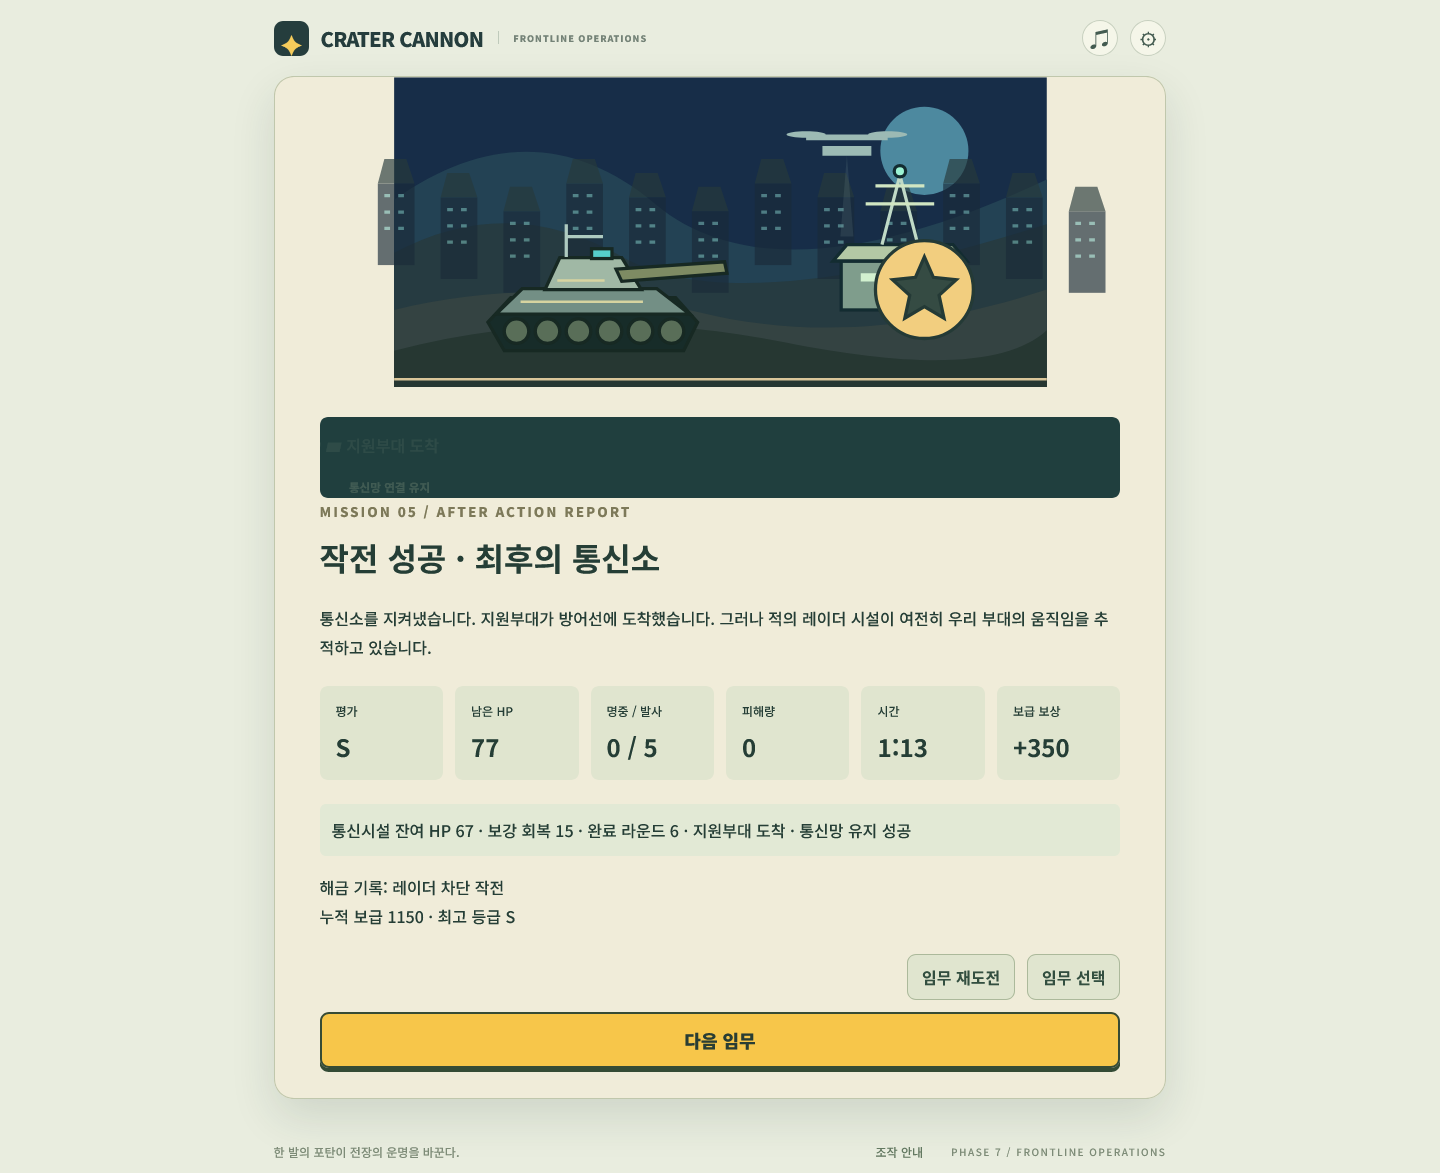 CRATER CANNON
FRONTLINE OPERATIONS
지원부대 도착
통신망 연결 유지
MISSION 05 / AFTER ACTION REPORT
작전 성공 · 최후의 통신소
통신소를 지켜냈습니다. 지원부대가 방어선에 도착했습니다. 그러나 적의 레이더 시설이 여전히 우리 부대의 움직임을 추
적하고 있습니다.
평가
S
남은 HP
77
명중 / 발사
0 / 5
피해량
0
시간
1:13
보급 보상
+350
통신시설 잔여 HP 67 · 보강 회복 15 · 완료 라운드 6 · 지원부대 도착 · 통신망 유지 성공
해금 기록: 레이더 차단 작전
누적 보급 1150 · 최고 등급 S
임무 재도전
임무 선택
다음 임무
한 발의 포탄이 전장의 운명을 바꾼다.
조작 안내
PHASE 7 / FRONTLINE OPERATIONS